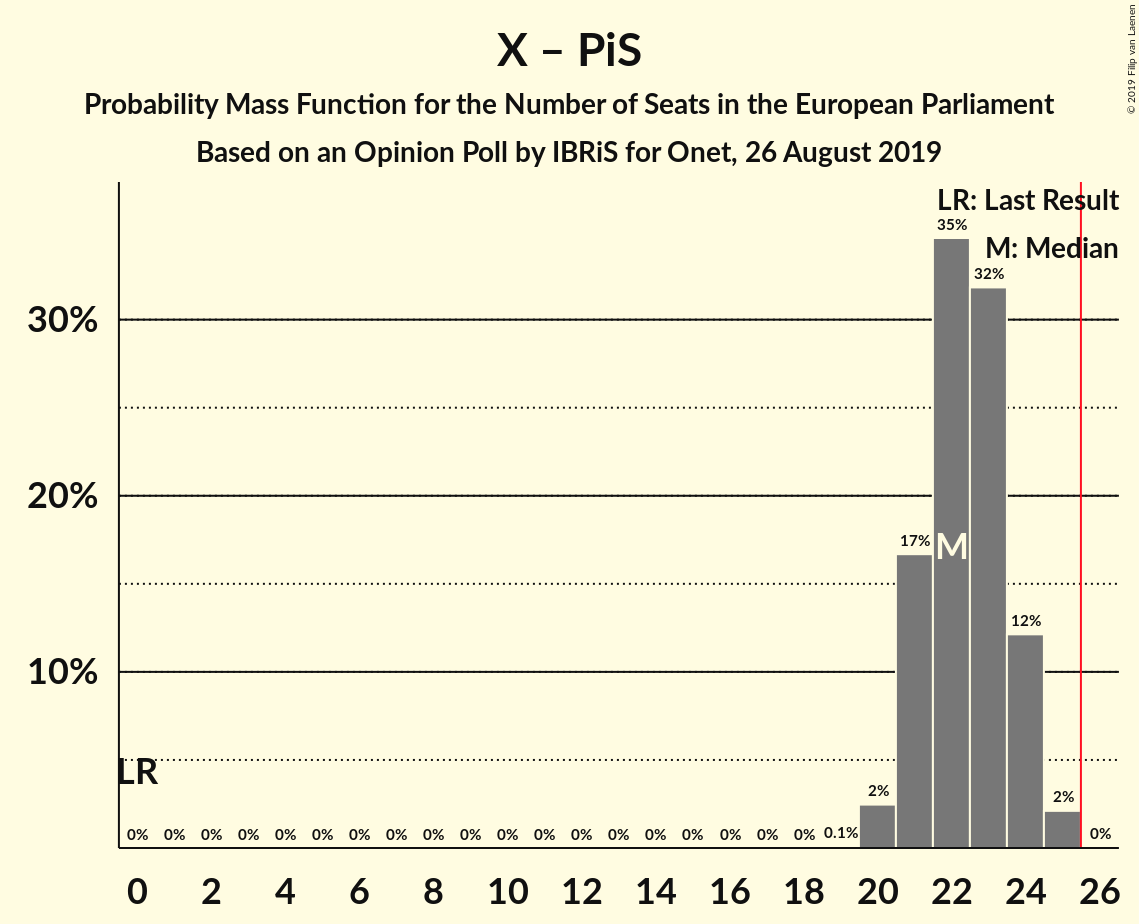 X – PiS
Probability Mass Function for the Number of Seats in the European Parliament
Based on an Opinion Poll by IBRiS for Onet, 26 August 2019
© 2019 Filip van Laenen
LR: Last Result
M: Median
35%
32%
30%
20%
17%
M
12%
10%
LR
2%
2%
0% 0% 0% 0% 0% 0% 0% 0% 0% 0% 0% 0% 0% 0% 0% 0% 0% 0% 0% 0.1% 0%
0 2 4 6 8 10 12 14 16 18 20 22 24 26